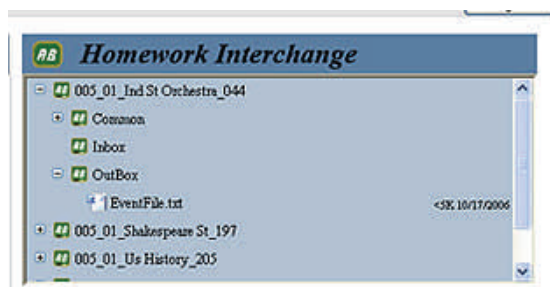 AB Homework Interchange
005_01_Ind St Orchestra_044
Common
Inbox
OutBox
EventFile.txt <5K 10/17/2006
005_01_Shakespeare St_197
005_01_Us History_205